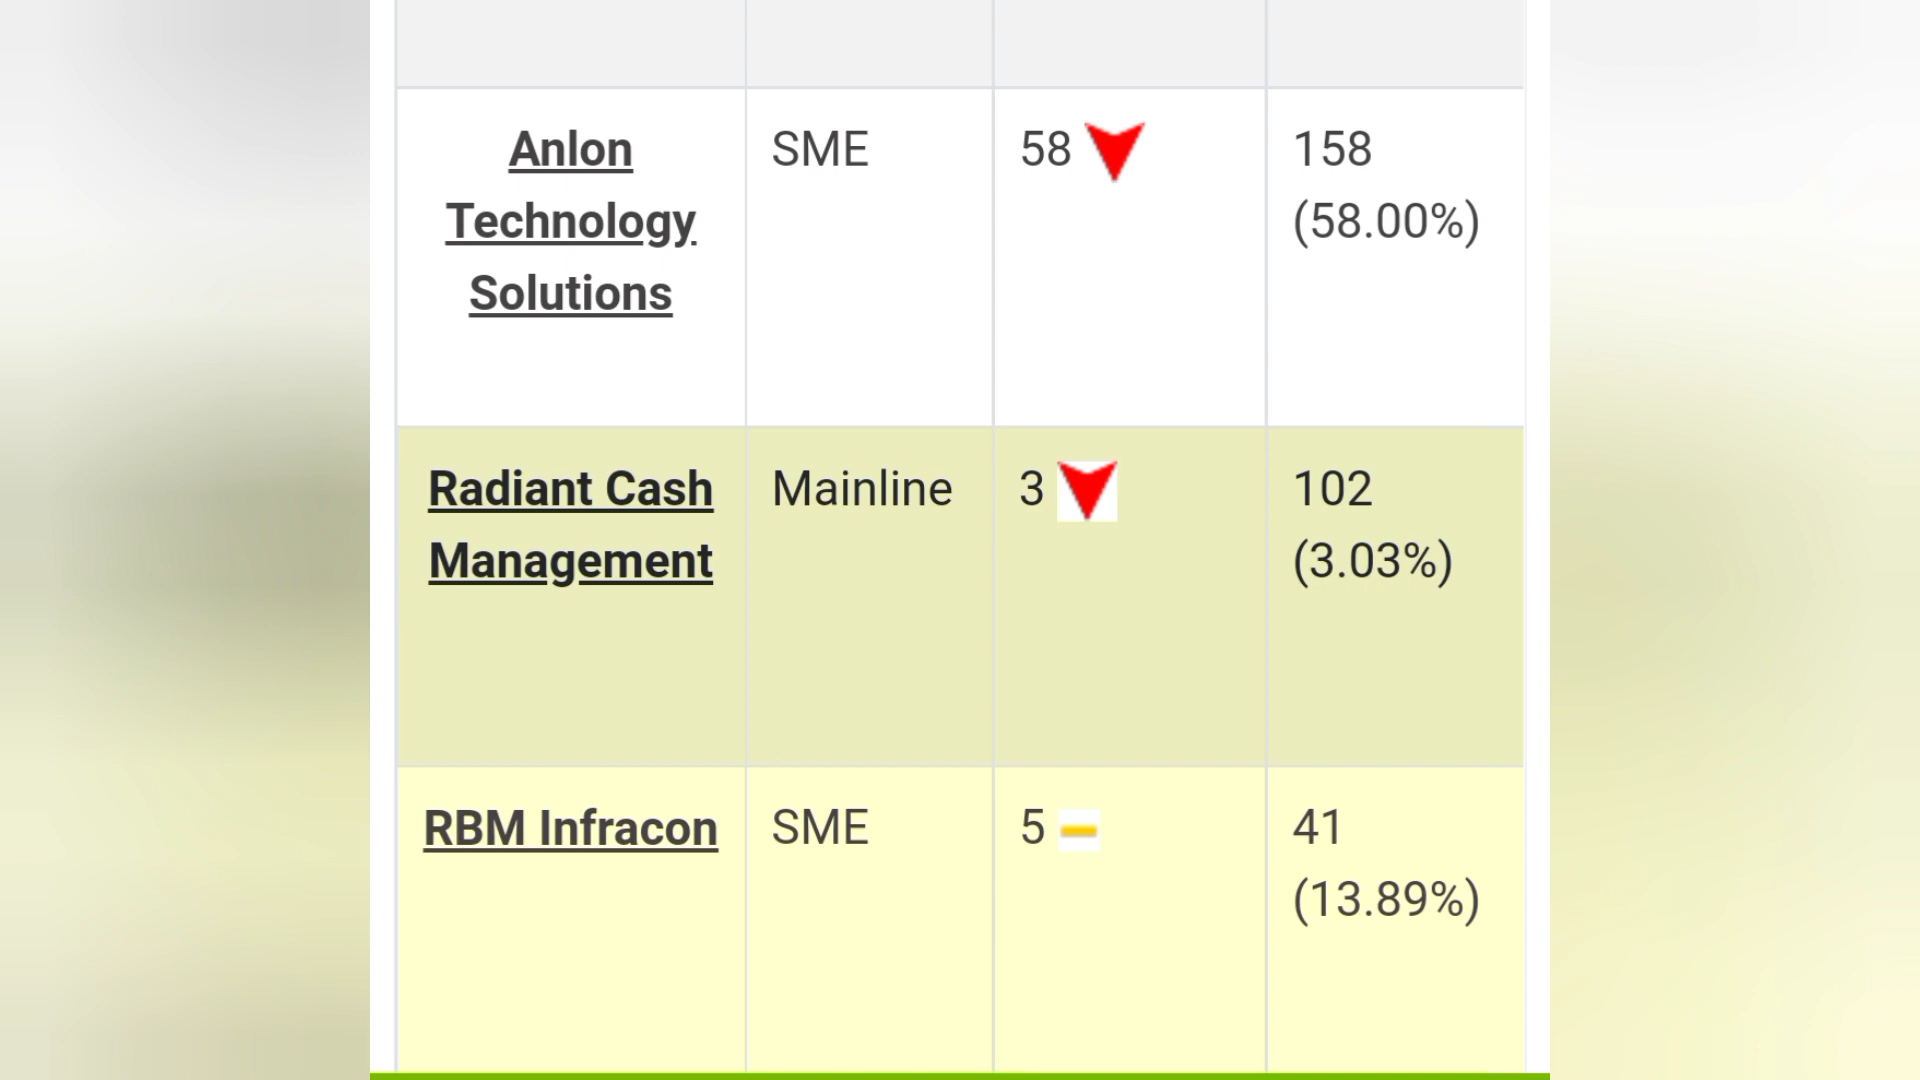 Anlon
Technology
Solutions
SME
58
158
(58.00%)
Radiant Cash
Management
Mainline
3
102
(3.03%)
RBM Infracon
SME
5
41
(13.89%)